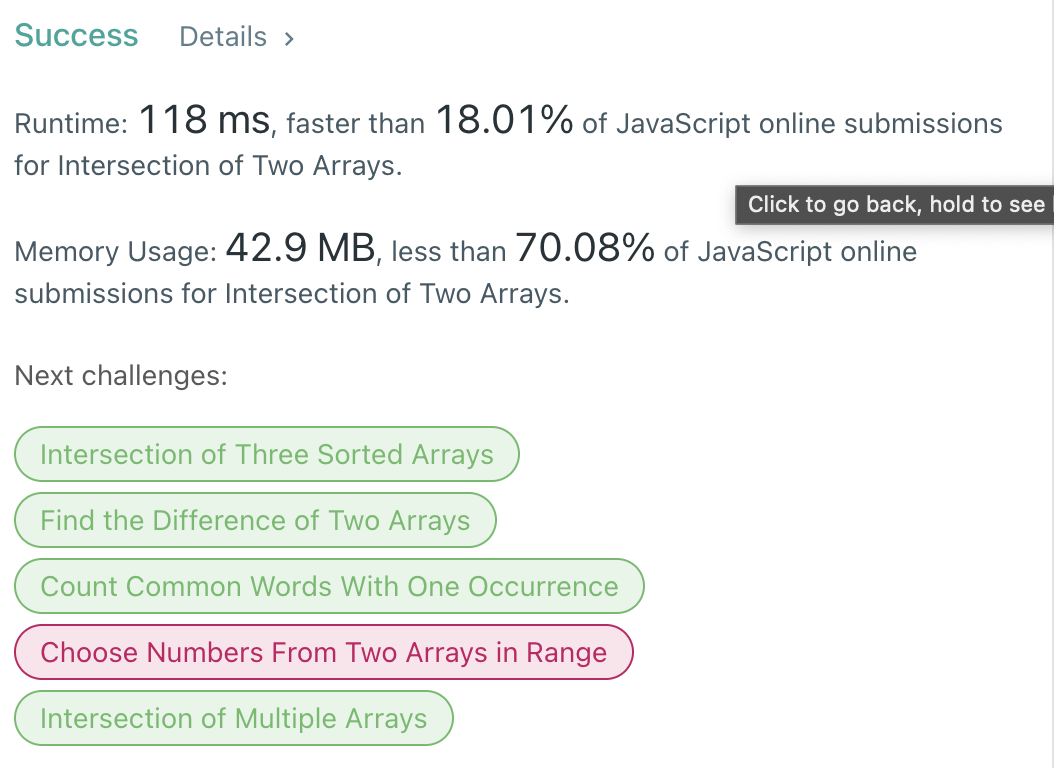 Success Details >
Runtime: 118 ms, faster than 18.01% of JavaScript online submissions
for Intersection of Two Arrays.
Click to go back, hold to see
Memory Usage: 42.9 MB, less than 70.08% of JavaScript online
submissions for Intersection of Two Arrays.
Next challenges:
Intersection of Three Sorted Arrays
Find the Difference of Two Arrays
Count Common Words With One Occurrence
Choose Numbers From Two Arrays in Range
Intersection of Multiple Arrays